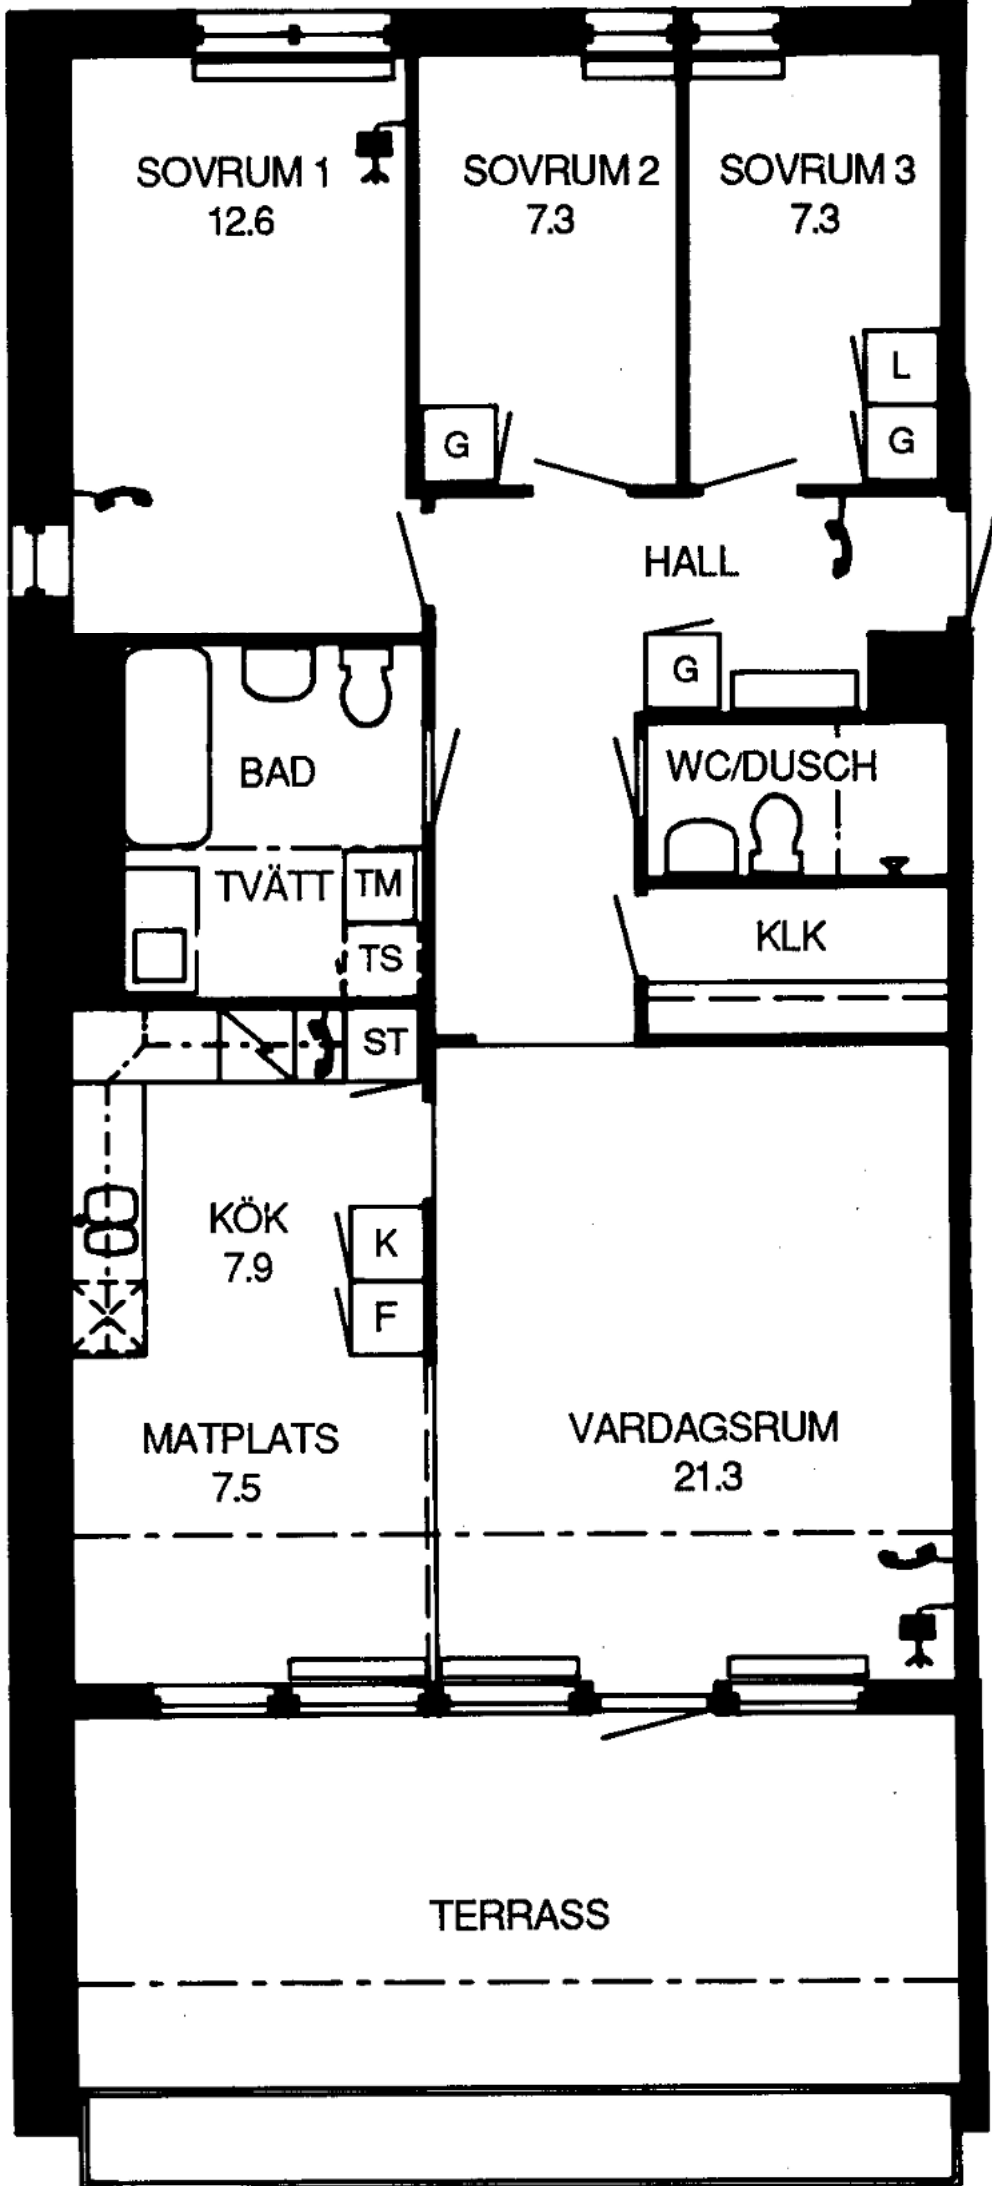 SOVRUM 1
12.6
SOVRUM 2
7.3
SOVRUM 3
7.3
L
G
G
HALL
G
BAD
WC/DUSCH
TVÄTT
TM
TS
KLK
ST
KÖK
7.9
K
F
MATPLATS
7.5
VARDAGSRUM
21.3
TERRASS